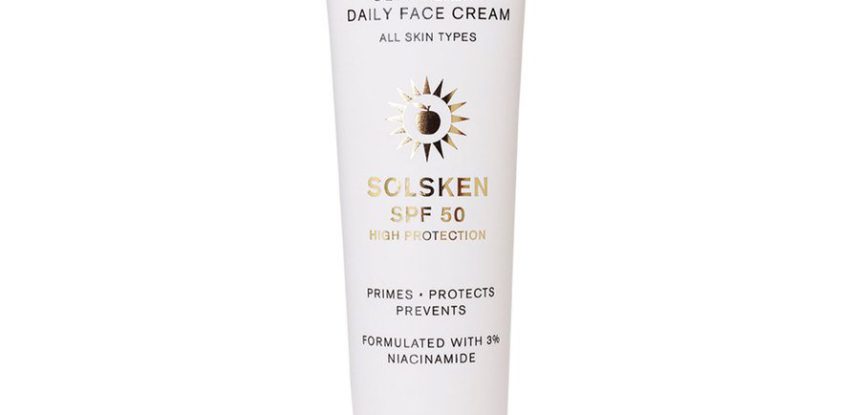 DAILY FACE CREAM
ALL SKIN TYPES
SOLSKEN
SPF 50
HIGH PROTECTION
PRIMES • PROTECTS
PREVENTS
FORMULATED WITH 3%
NIACINAMIDE